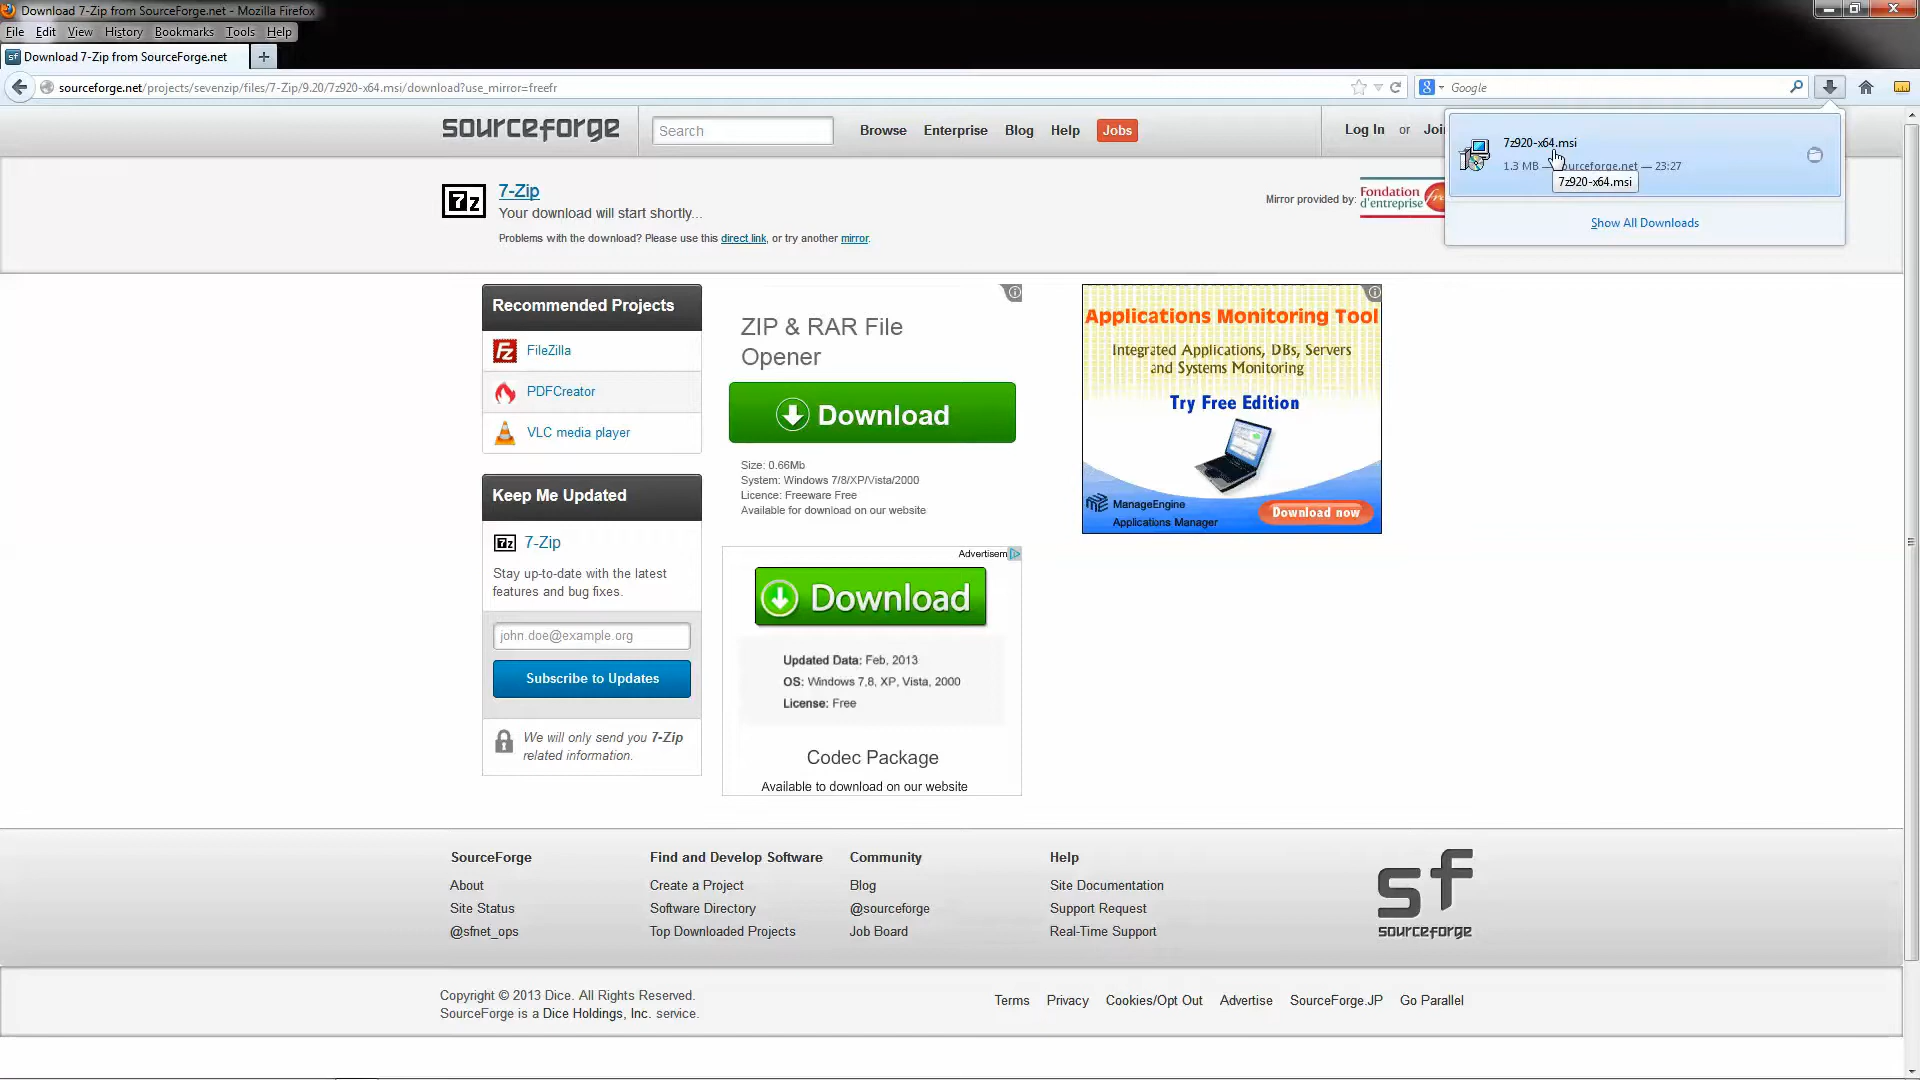 Download 7-Zip from SourceForge.net - Mozilla Firefox
File Edit View History Bookmarks Tools Help
sf Download 7-Zip from SourceForge.net
sourceforge.net/projects/sevenzip/files/7-Zip/9.20/7z920-x64.msi/download?use_mirror=freefr
Google
sourceforge
Search
Browse Enterprise Blog Help Jobs
Log In or
7z920-x64.msi
1.3 MB — sourceforge.net — 23:27
7z920-x64.msi
Show All Downloads
7z 7-Zip
Your download will start shortly...
Problems with the download? Please use this direct link, or try another mirror.
Mirror provided by:
Fondation
d'entreprise
Recommended Projects
FileZilla
PDFCreator
VLC media player
Keep Me Updated
7z 7-Zip
Stay up-to-date with the latest
features and bug fixes.
john.doe@example.org
Subscribe to Updates
We will only send you 7-Zip
related information.
ZIP & RAR File
Opener
Download
Size: 0.66Mb
System: Windows 7/8/XP/Vista/2000
Licence: Freeware Free
Available for download on our website
Advertisem
Download
Updated Data: Feb, 2013
OS: Windows 7,8, XP, Vista, 2000
License: Free
Codec Package
Available to download on our website
Applications Monitoring Tool
Integrated Applications, DBs, Servers
and Systems Monitoring
Try Free Edition
ManageEngine
Applications Manager
Download now
SourceForge
About
Site Status
@sfnet_ops
Find and Develop Software
Create a Project
Software Directory
Top Downloaded Projects
Community
Blog
@sourceforge
Job Board
Help
Site Documentation
Support Request
Real-Time Support
sf
sourceforge
Copyright © 2013 Dice. All Rights Reserved.
SourceForge is a Dice Holdings, Inc. service.
Terms Privacy Cookies/Opt Out Advertise SourceForge.JP Go Parallel